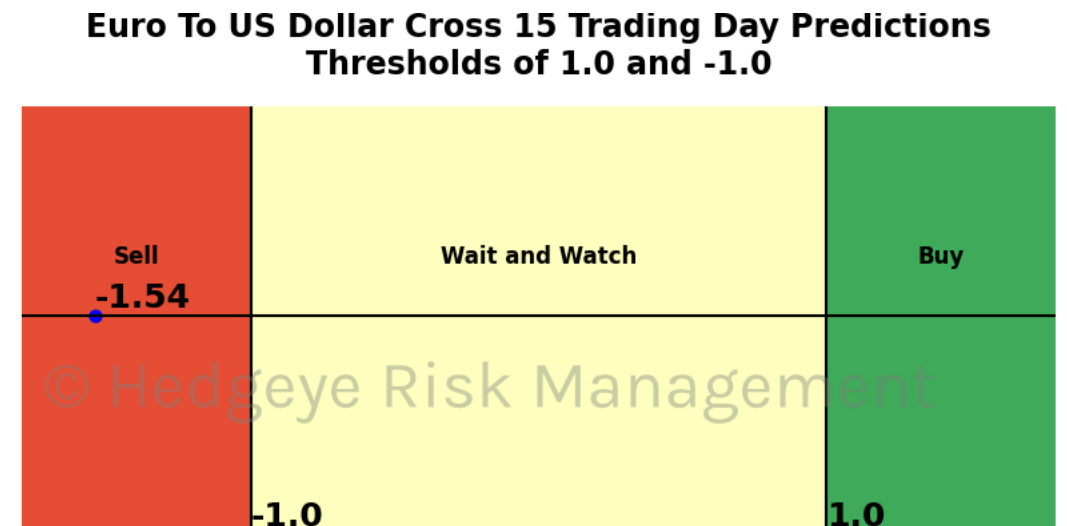 Euro To US Dollar Cross 15 Trading Day Predictions
Thresholds of 1.0 and -1.0
Sell
Wait and Watch
Buy
-1.54
© Hedgeye Risk Management
-1.0
1.0